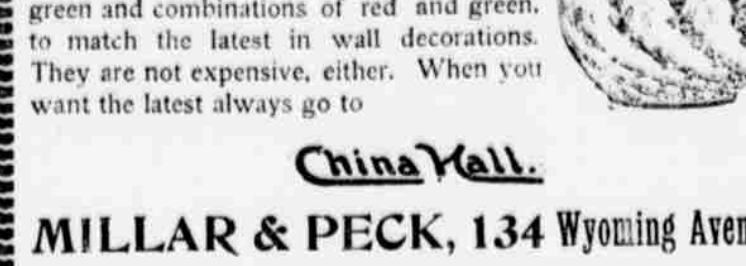 green and combinations of red and green,
to match the latest in wall decorations.
They are not expensive, either. When you
want the latest always go to
China Hall.
MILLAR & PECK, 134 Wyoming Aven